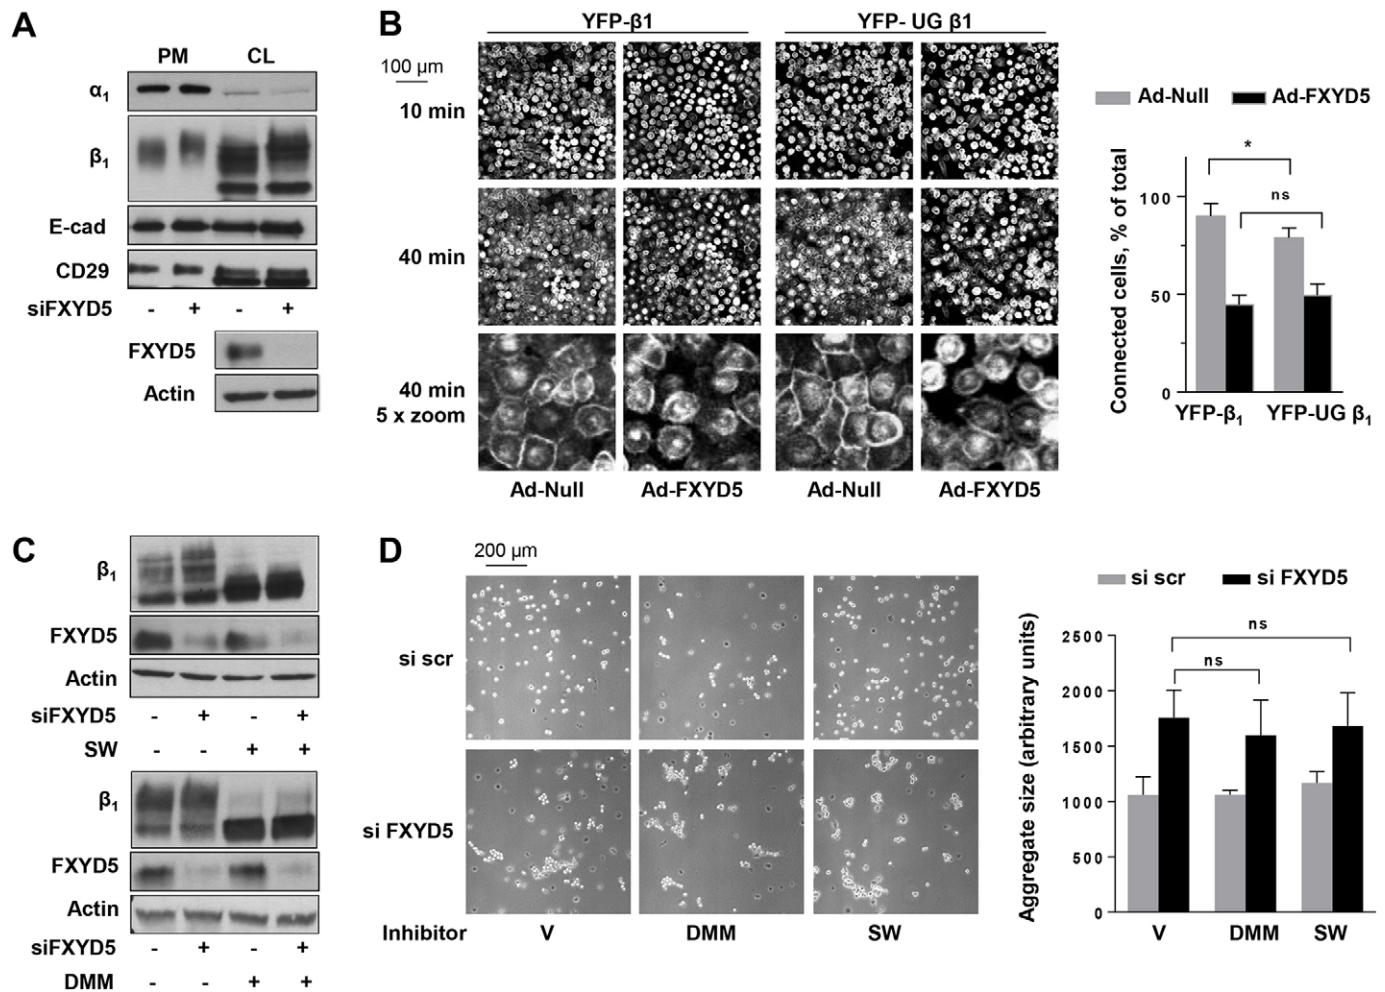 A
PM CL
α1
β1
E-cad
CD29
siFXYD5 - + - +
FXYD5
Actin
B
YFP-β1 YFP- UG β1
100 µm
10 min
40 min
40 min
5 x zoom
Ad-Null Ad-FXYD5 Ad-Null Ad-FXYD5
Ad-Null Ad-FXYD5
Connected cells, % of total
100
50
0
*
ns
YFP-β1 YFP-UG β1
C
β1
FXYD5
Actin
siFXYD5 - + - +
SW - - + +
β1
FXYD5
Actin
siFXYD5 - + - +
DMM - - + +
D
200 µm
si scr
si FXYD5
Inhibitor V DMM SW
si scr si FXYD5
Aggregate size (arbitrary units)
2500
2000
1500
1000
500
0
ns
ns
V DMM SW